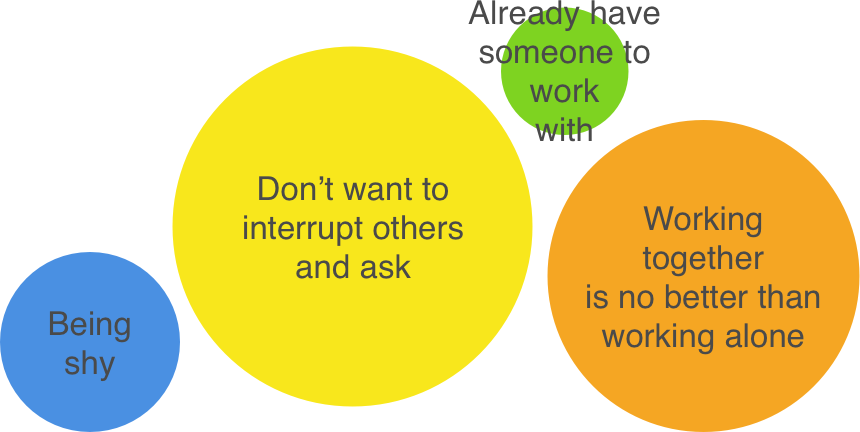 Already have
someone to
work
with
Don’t want to
interrupt others
and ask
Working
together
is no better than
working alone
Being
shy